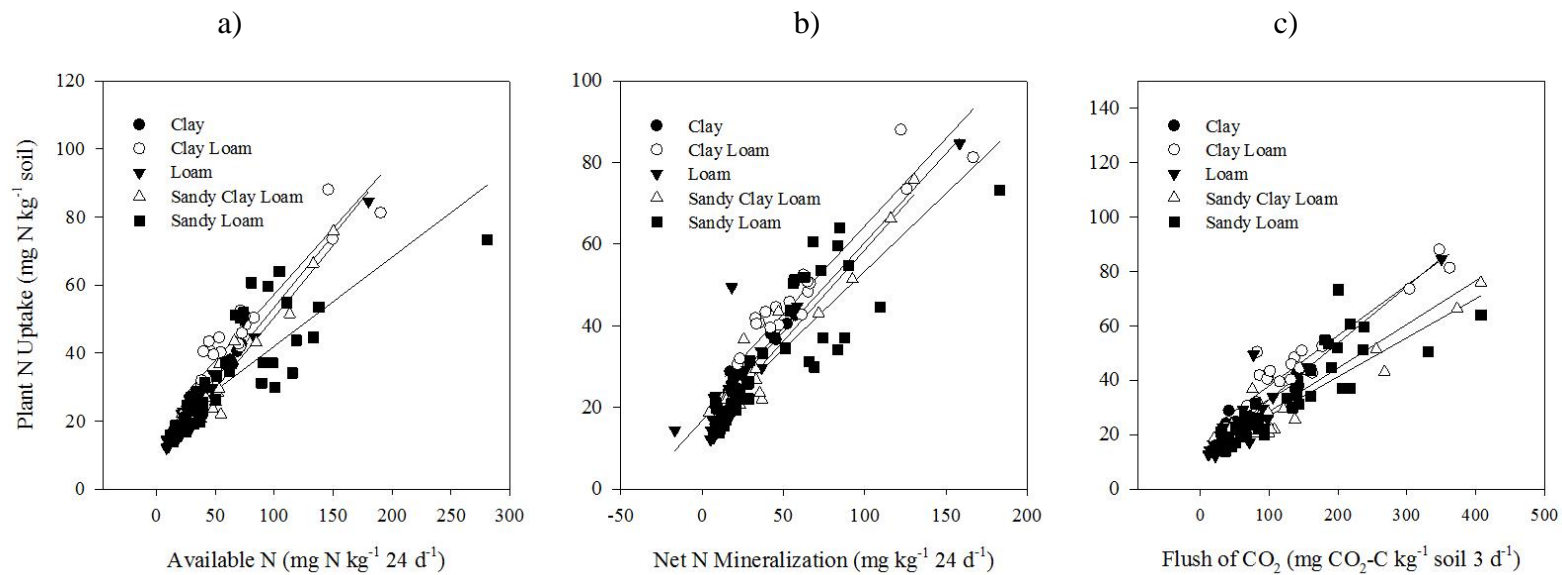 a)
b)
c)
Plant N Uptake (mg N kg⁻¹ soil)
120
100
80
60
40
20
0
Clay
Clay Loam
Loam
Sandy Clay Loam
Sandy Loam
0
50
100
150
200
250
300
Available N (mg N kg⁻¹ 24 d⁻¹)
100
80
60
40
20
0
Clay
Clay Loam
Loam
Sandy Clay Loam
Sandy Loam
-50
0
50
100
150
200
Net N Mineralization (mg kg⁻¹ 24 d⁻¹)
140
120
100
80
60
40
20
0
Clay
Clay Loam
Loam
Sandy Clay Loam
Sandy Loam
0
100
200
300
400
500
Flush of CO₂ (mg CO₂-C kg⁻¹ soil 3 d⁻¹)